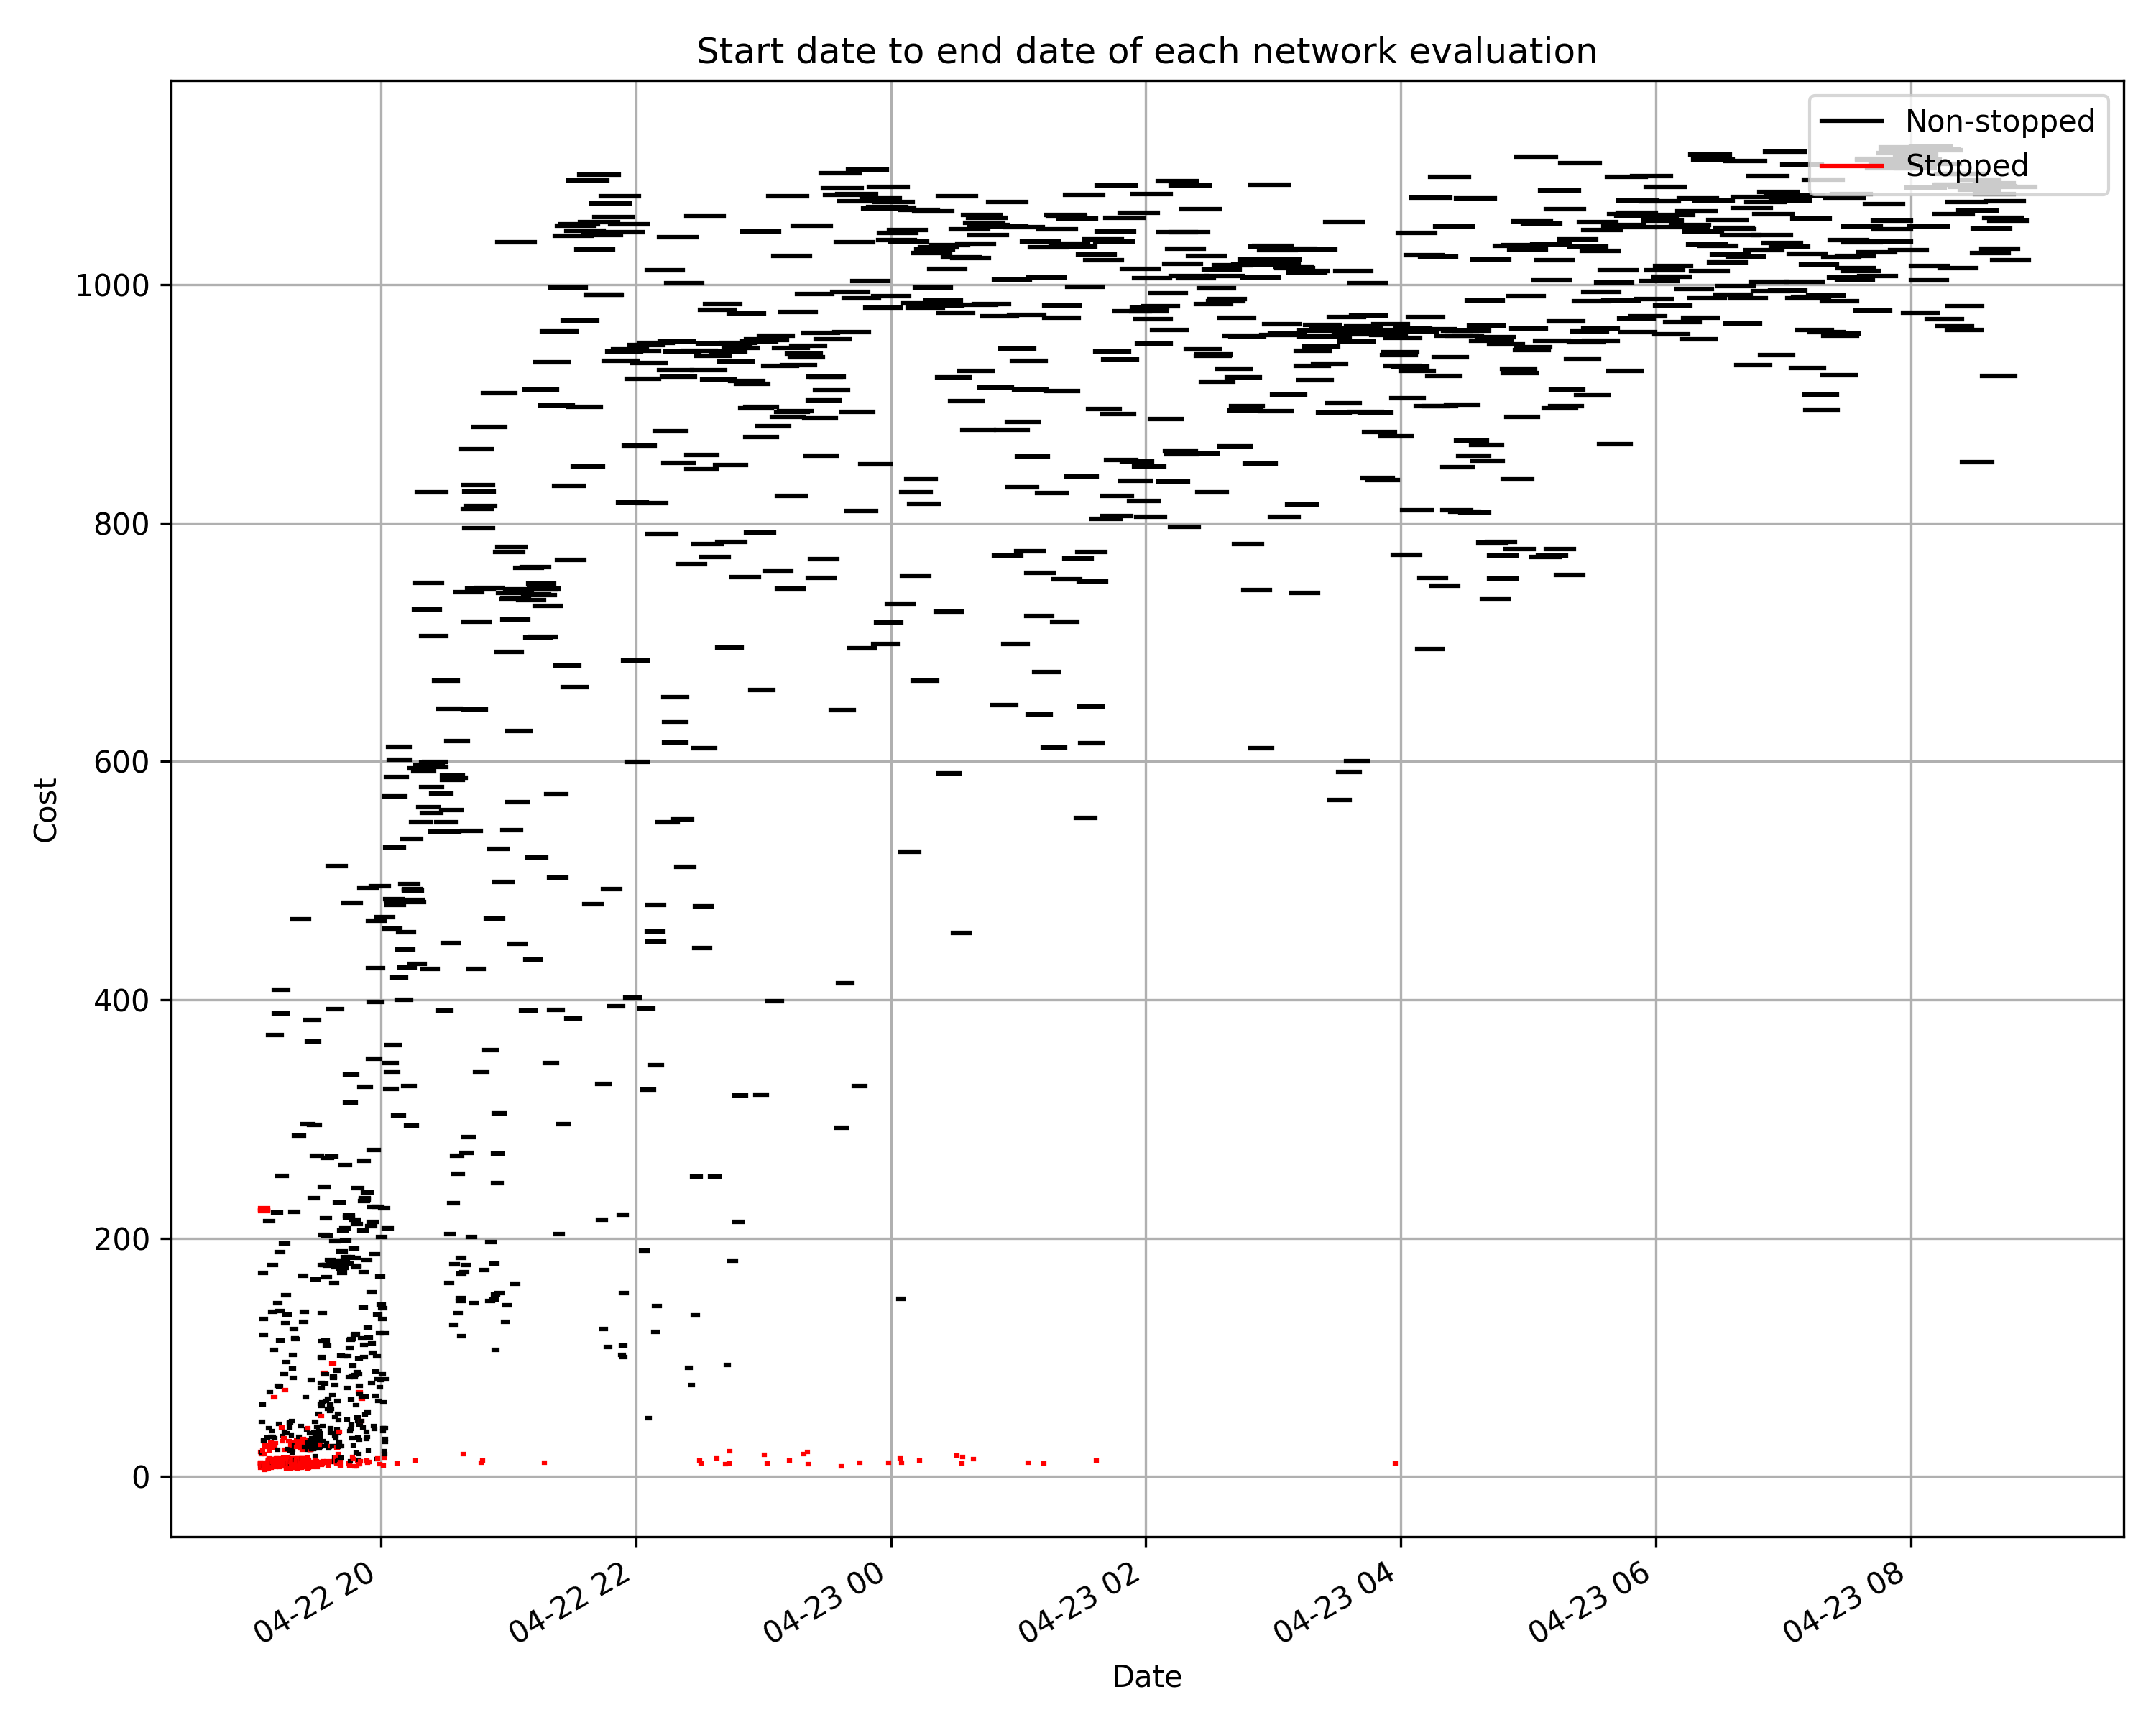 Start date to end date of each network evaluation
Non-stopped
Stopped
1000
800
600
400
200
0
Cost
04-22 20
04-22 22
04-23 00
04-23 02
04-23 04
04-23 06
04-23 08
Date